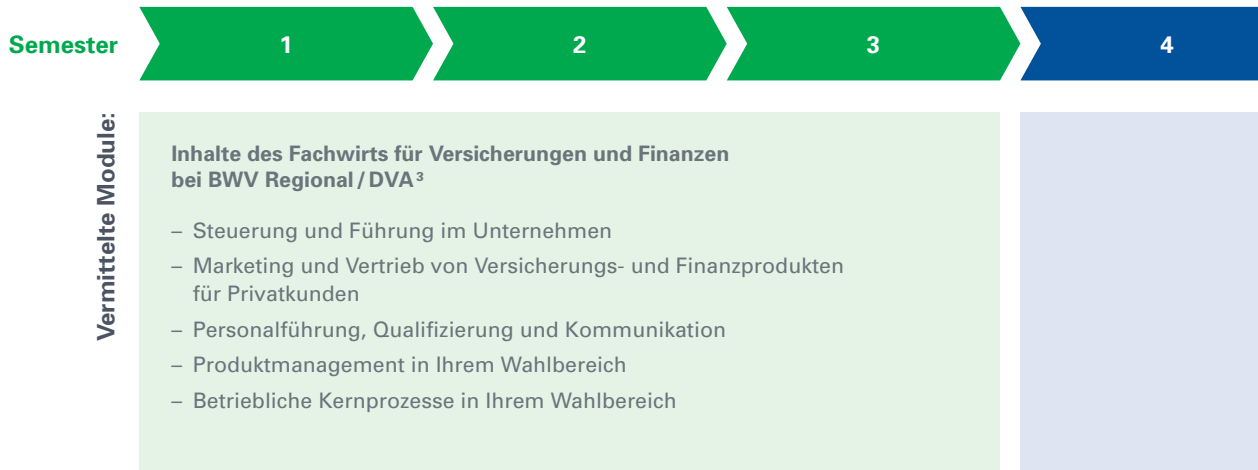 Semester 1 2 3 4
Vermittelte Module:
Inhalte des Fachwirts für Versicherungen und Finanzen
bei BWV Regional / DVA³
– Steuerung und Führung im Unternehmen
– Marketing und Vertrieb von Versicherungs- und Finanzprodukten
für Privatkunden
– Personalführung, Qualifizierung und Kommunikation
– Produktmanagement in Ihrem Wahlbereich
– Betriebliche Kernprozesse in Ihrem Wahlbereich